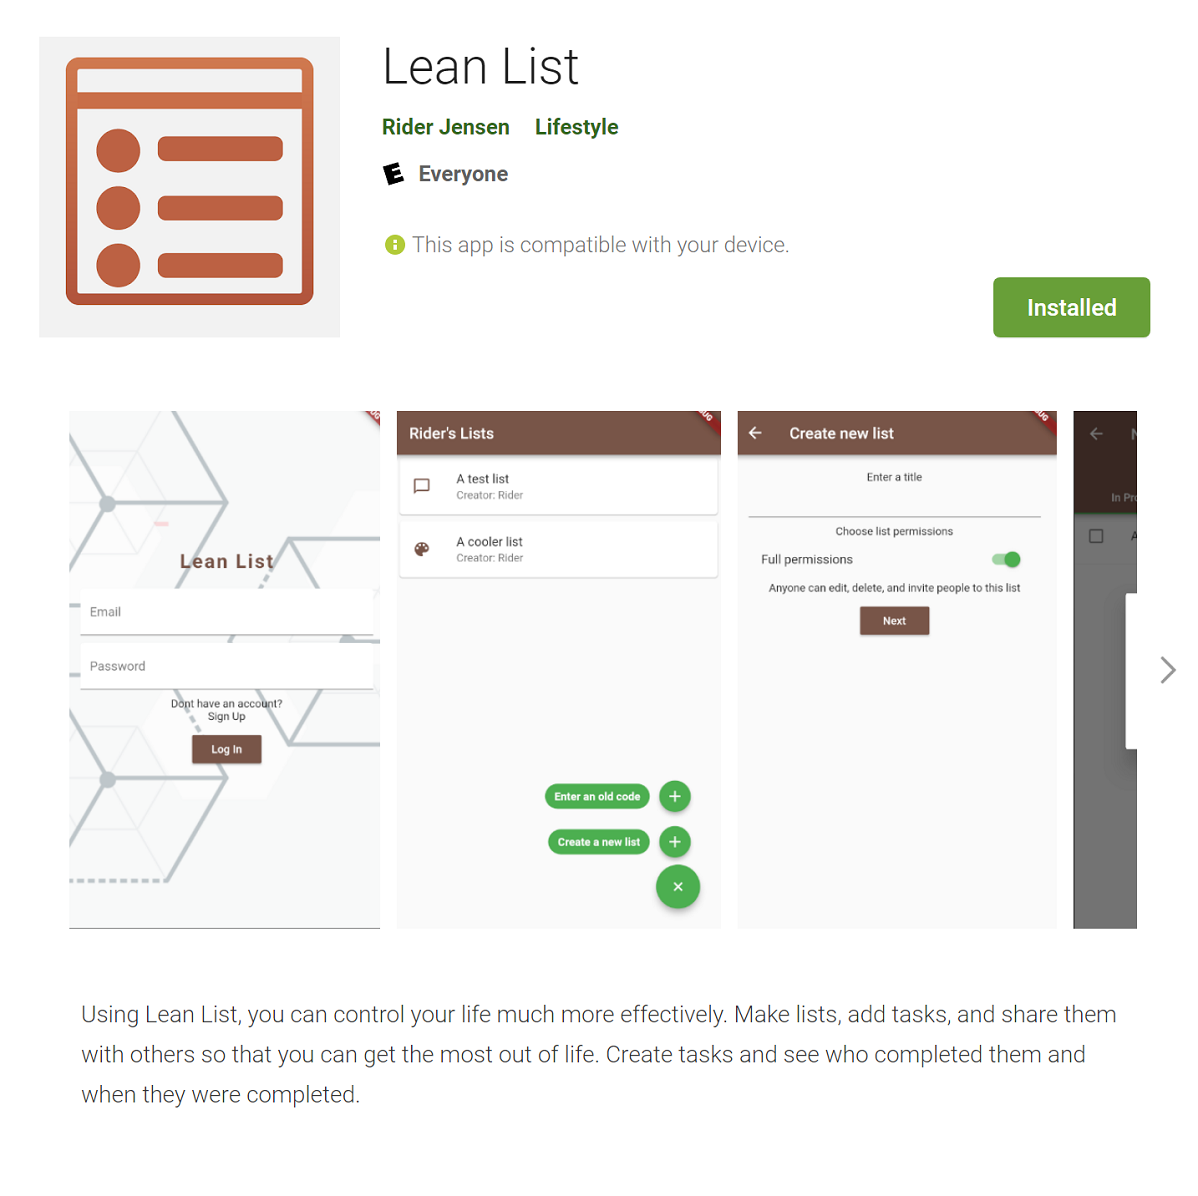 Lean List
Rider Jensen Lifestyle
E Everyone
This app is compatible with your device.
Installed
Lean List
Email
Password
Dont have an account?
Sign Up
Log In
Rider's Lists
A test list
Creator: Rider
A cooler list
Creator: Rider
Enter an old code
Create a new list
Create new list
Enter a title
Choose list permissions
Full permissions
Anyone can edit, delete, and invite people to this list
Next
In Pro
A
Using Lean List, you can control your life much more effectively. Make lists, add tasks, and share them
with others so that you can get the most out of life. Create tasks and see who completed them and
when they were completed.